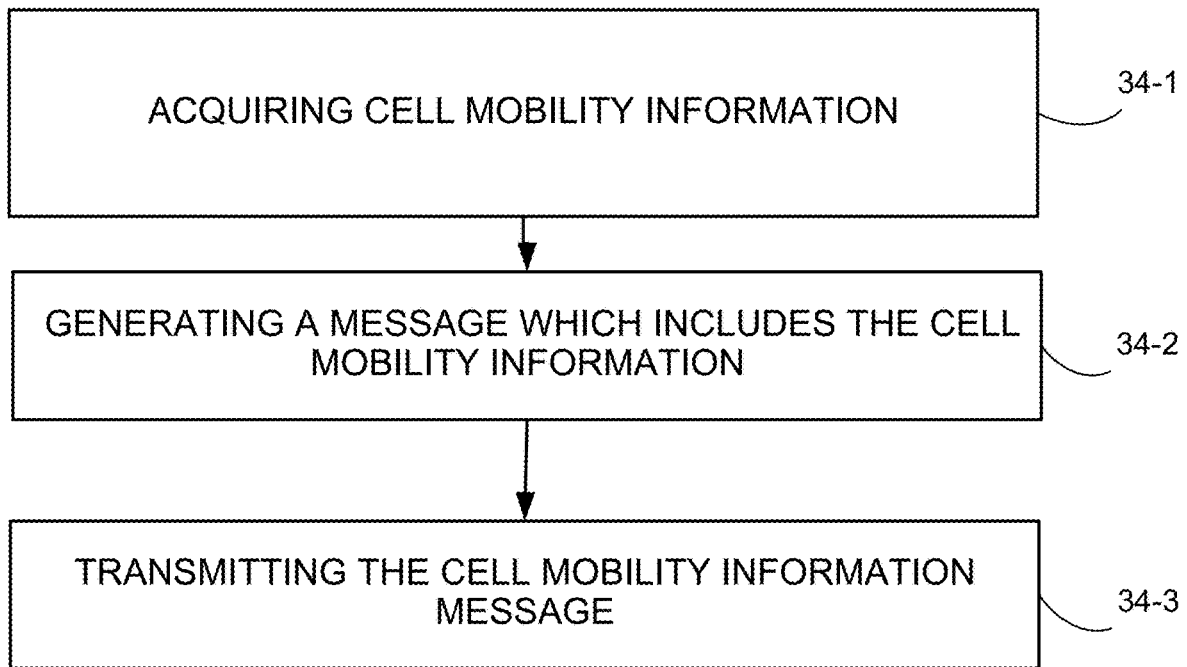 ACQUIRING CELL MOBILITY INFORMATION
34-1
GENERATING A MESSAGE WHICH INCLUDES THE CELL
MOBILITY INFORMATION
34-2
TRANSMITTING THE CELL MOBILITY INFORMATION
MESSAGE
34-3